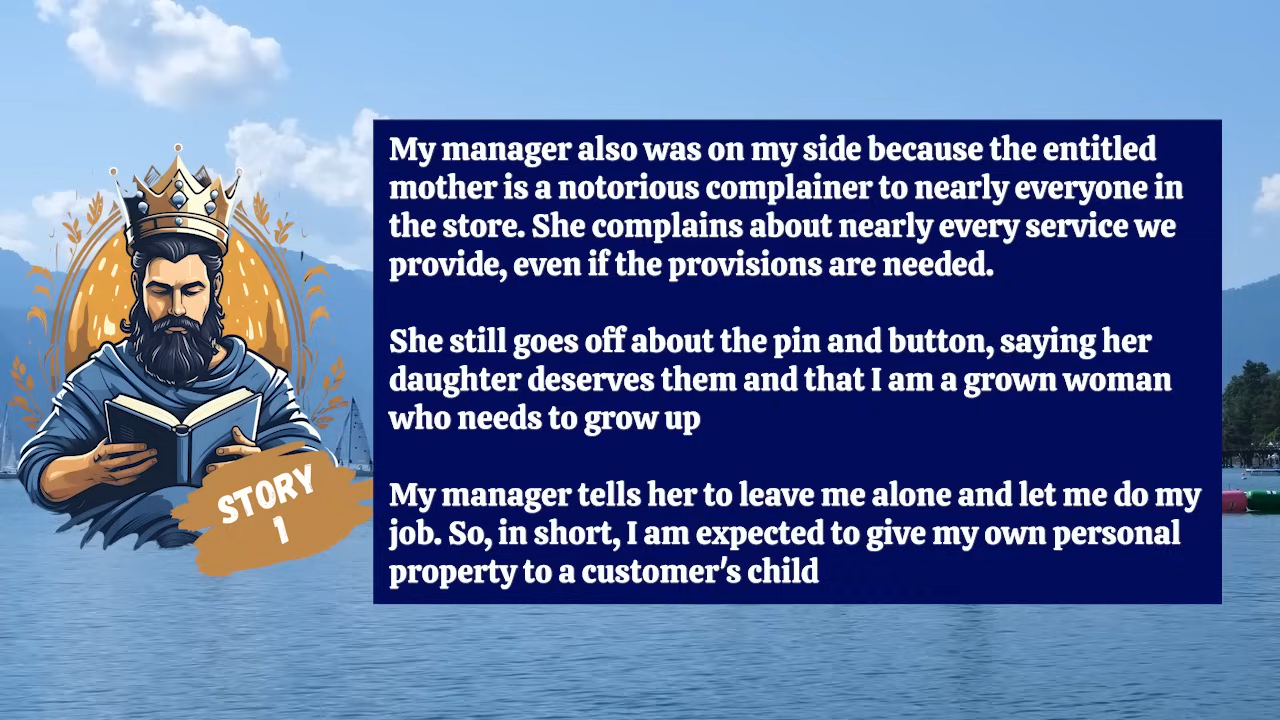 My manager also was on my side because the entitled
mother is a notorious complainer to nearly everyone in
the store. She complains about nearly every service we
provide, even if the provisions are needed.
She still goes off about the pin and button, saying her
daughter deserves them and that I am a grown woman
who needs to grow up
My manager tells her to leave me alone and let me do my
job. So, in short, I am expected to give my own personal
property to a customer's child
STORY
1